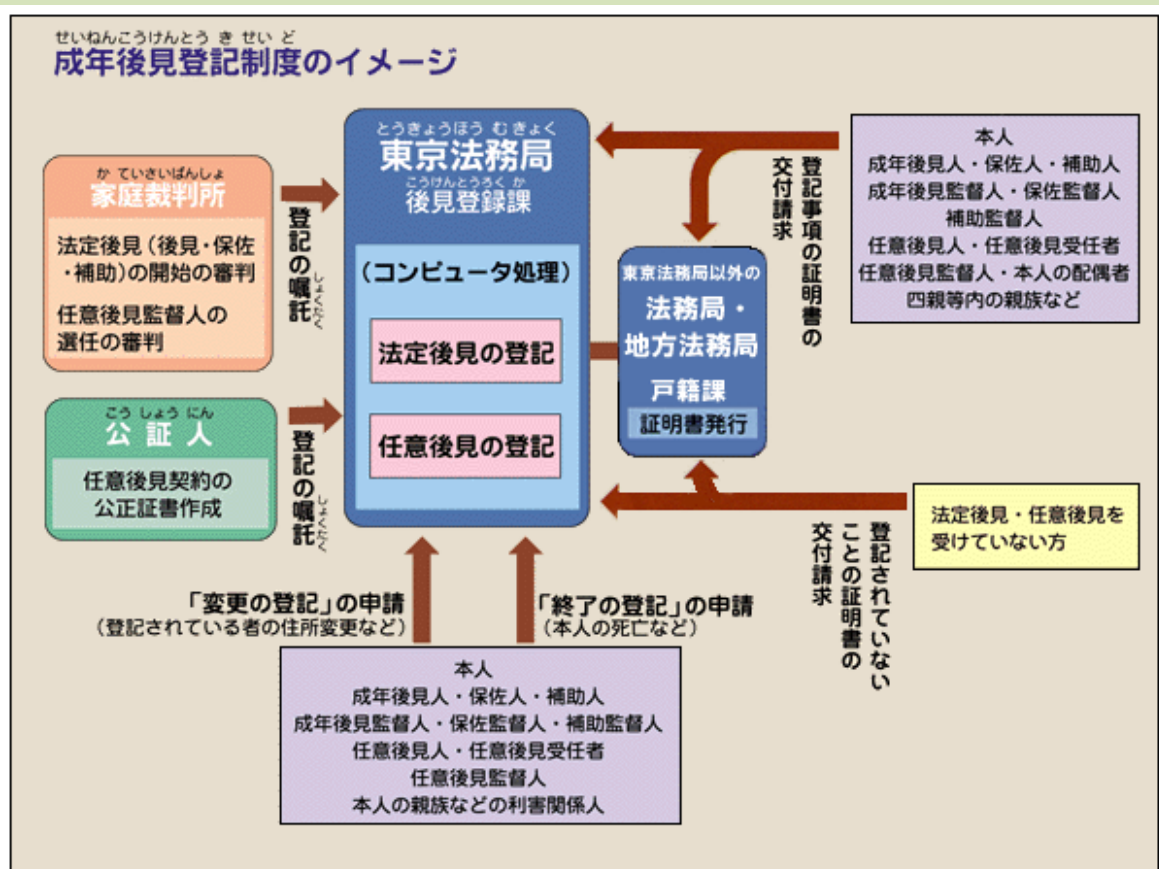 せいねんこうけんとうきせいど
成年後見登記制度のイメージ
かていさいばんしょ
家庭裁判所
法定後見（後見・保佐
・補助）の開始の審判
任意後見監督人の
選任の審判
登記の嘱託
しょくたく
こうしょうにん
公証人
任意後見契約の
公正証書作成
登記の嘱託
しょくたく
とうきょうほうむきょく
東京法務局
こうけんとうろくか
後見登録課
（コンピュータ処理）
法定後見の登記
任意後見の登記
東京法務局以外の
法務局・
地方法務局
戸籍課
証明書発行
登記事項の証明書の
交付請求
本人
成年後見人・保佐人・補助人
成年後見監督人・保佐監督人
補助監督人
任意後見人・任意後見受任者
任意後見監督人・本人の配偶者
四親等内の親族など
登記されていない
ことの証明書の
交付請求
法定後見・任意後見を
受けていない方
「変更の登記」の申請
（登記されている者の住所変更など）
「終了の登記」の申請
（本人の死亡など）
本人
成年後見人・保佐人・補助人
成年後見監督人・保佐監督人・補助監督人
任意後見人・任意後見受任者
任意後見監督人
本人の親族などの利害関係人